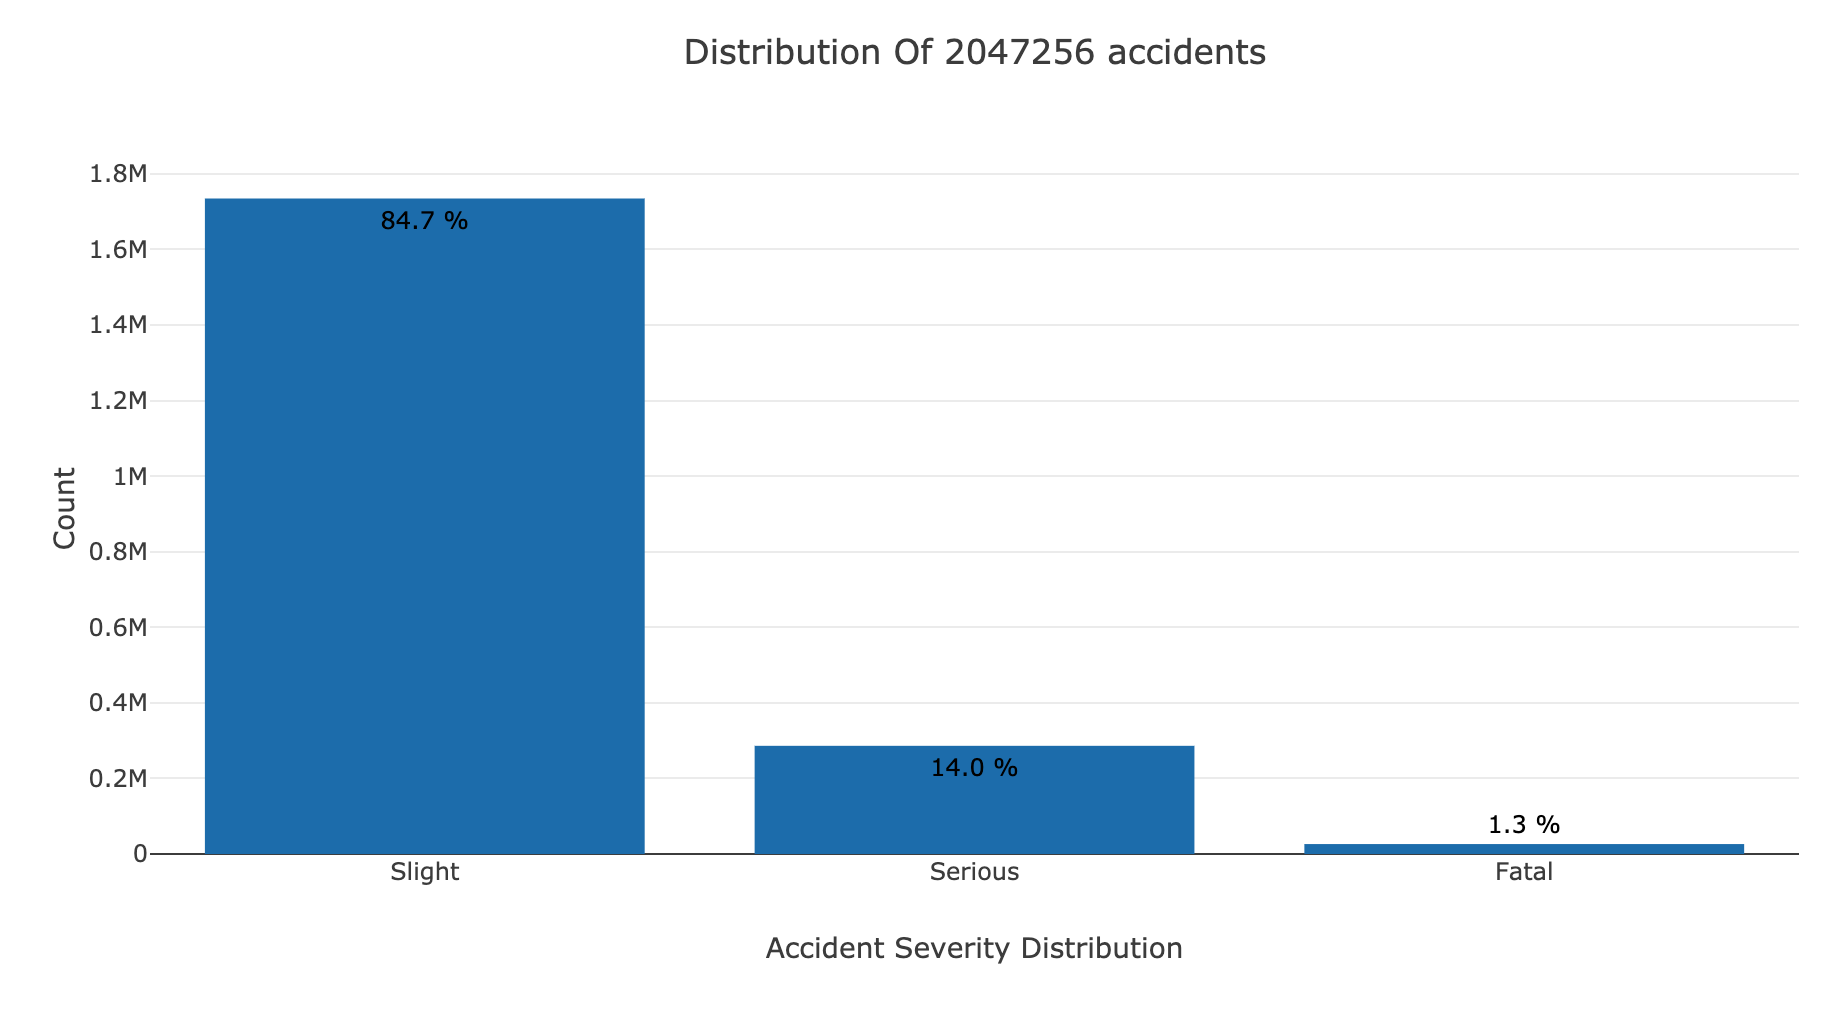 Distribution Of 2047256 accidents
1.8M
84.7 %
1.6M
1.4M
1.2M
1M
Count
0.8M
0.6M
0.4M
0.2M
14.0 %
1.3 %
0
Slight
Serious
Fatal
Accident Severity Distribution